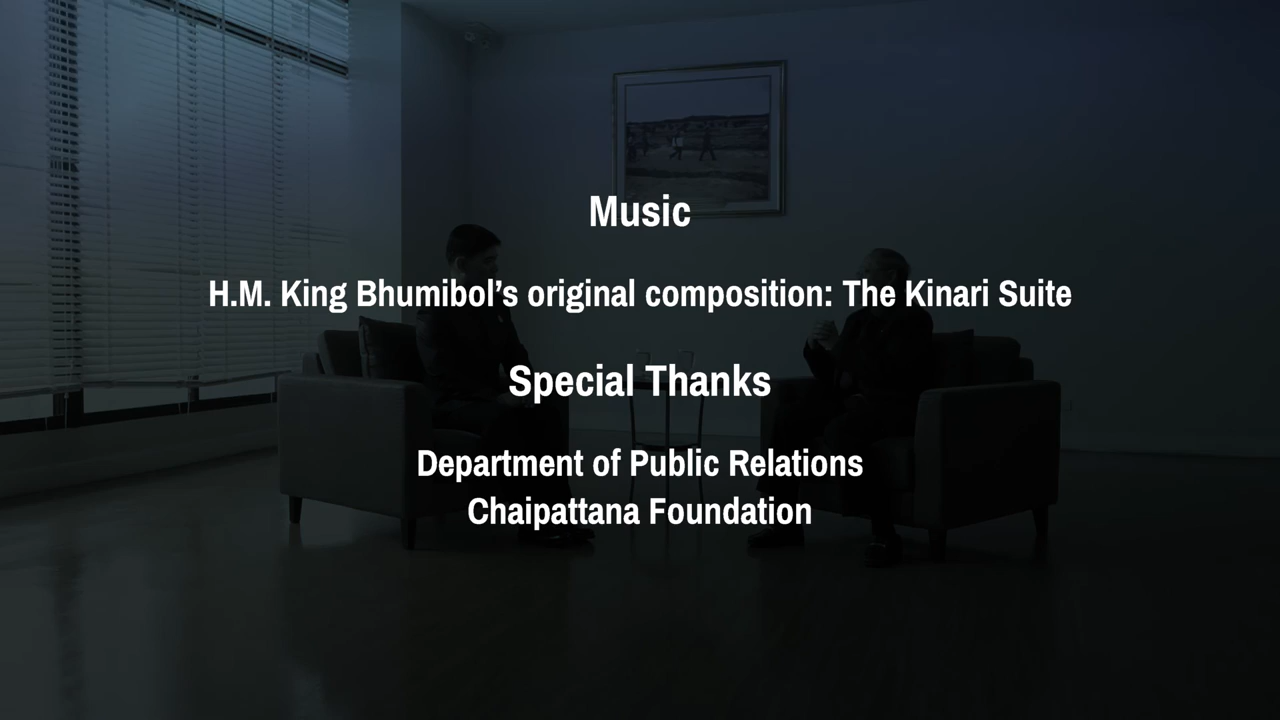 Music
H.M. King Bhumibol’s original composition: The Kinari Suite
Special Thanks
Department of Public Relations
Chaipattana Foundation